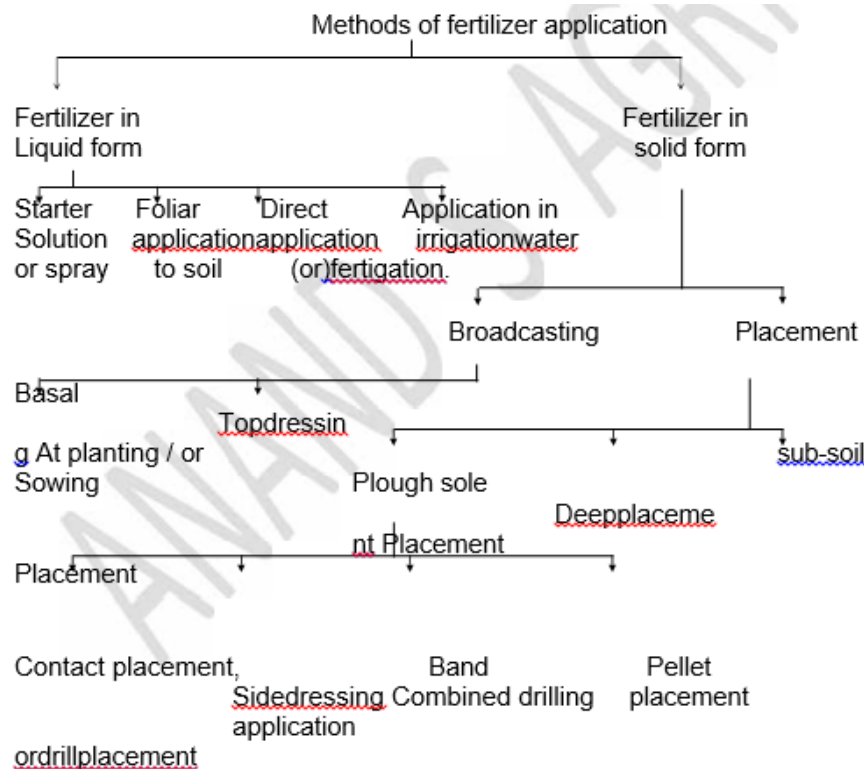 Methods of fertilizer application
Fertilizer in Fertilizer in
Liquid form solid form
Starter Foliar Direct Application in
Solution applicationapplication irrigationwater
or spray to soil (or)fertigation.
Broadcasting Placement
Basal
Topdressin
g At planting / or sub-soil
Sowing Plough sole
Deepplaceme
nt Placement
Placement
Contact placement, Band Pellet
Sidedressing Combined drilling placement
application
ordrillplacement
ANAND S AGRI